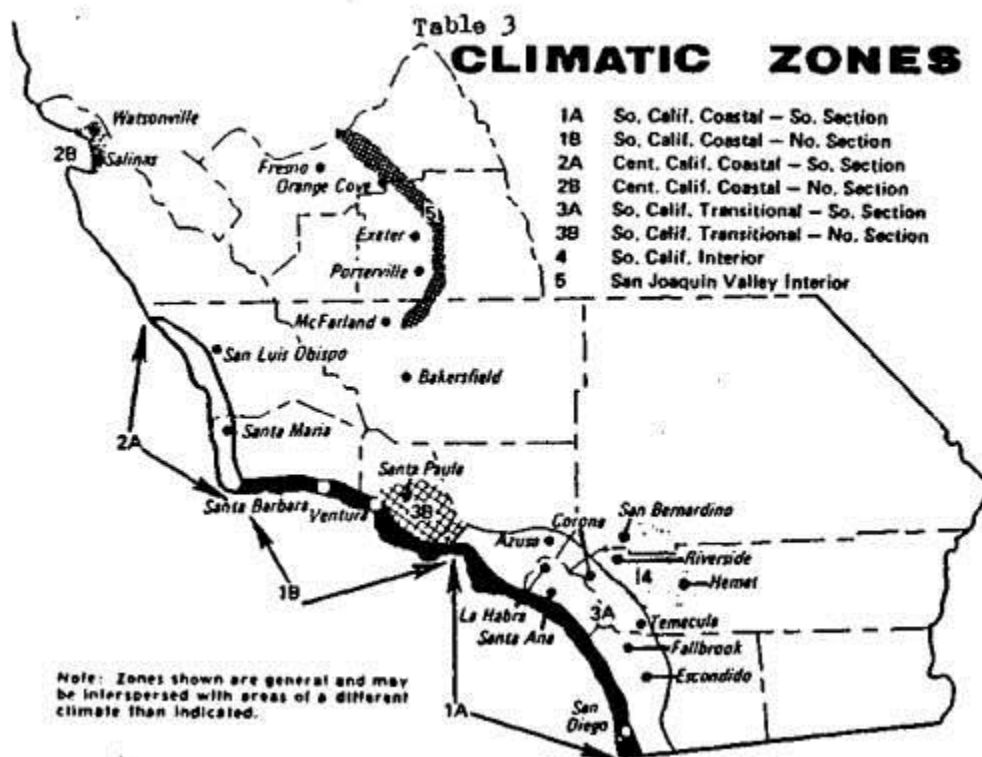 Table 3
CLIMATIC ZONES
1A So. Calif. Coastal – So. Section
1B So. Calif. Coastal – No. Section
2A Cent. Calif. Coastal – So. Section
2B Cent. Calif. Coastal – No. Section
3A So. Calif. Transitional – So. Section
3B So. Calif. Transitional – No. Section
4 So. Calif. Interior
5 San Joaquin Valley Interior
Watsonville
2B
Salinas
Fresno
Orange Cove
5
Exeter
Porterville
McFarland
San Luis Obispo
Bakersfield
2A
Santa Maria
Santa Paula
Santa Barbara
Ventura
3B
Corona
San Bernardino
Azusa
Riverside
14
Hemet
1B
La Habra
3A
Santa Ana
Temecula
Fallbrook
Escondido
Note: Zones shown are general and may
be interspersed with areas of a different
climate than indicated.
1A
San
Diego